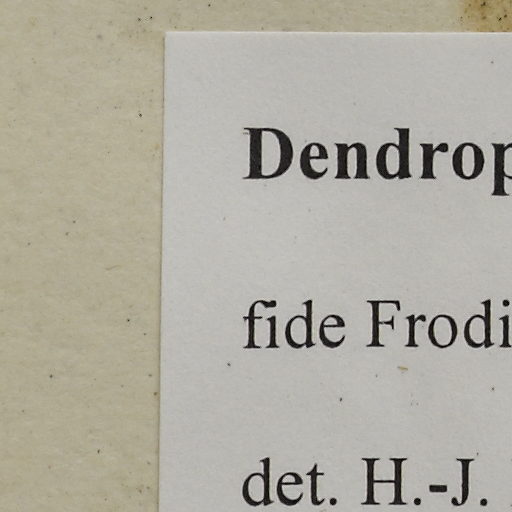 Dendrop
fide Frodi
det. H.-J.